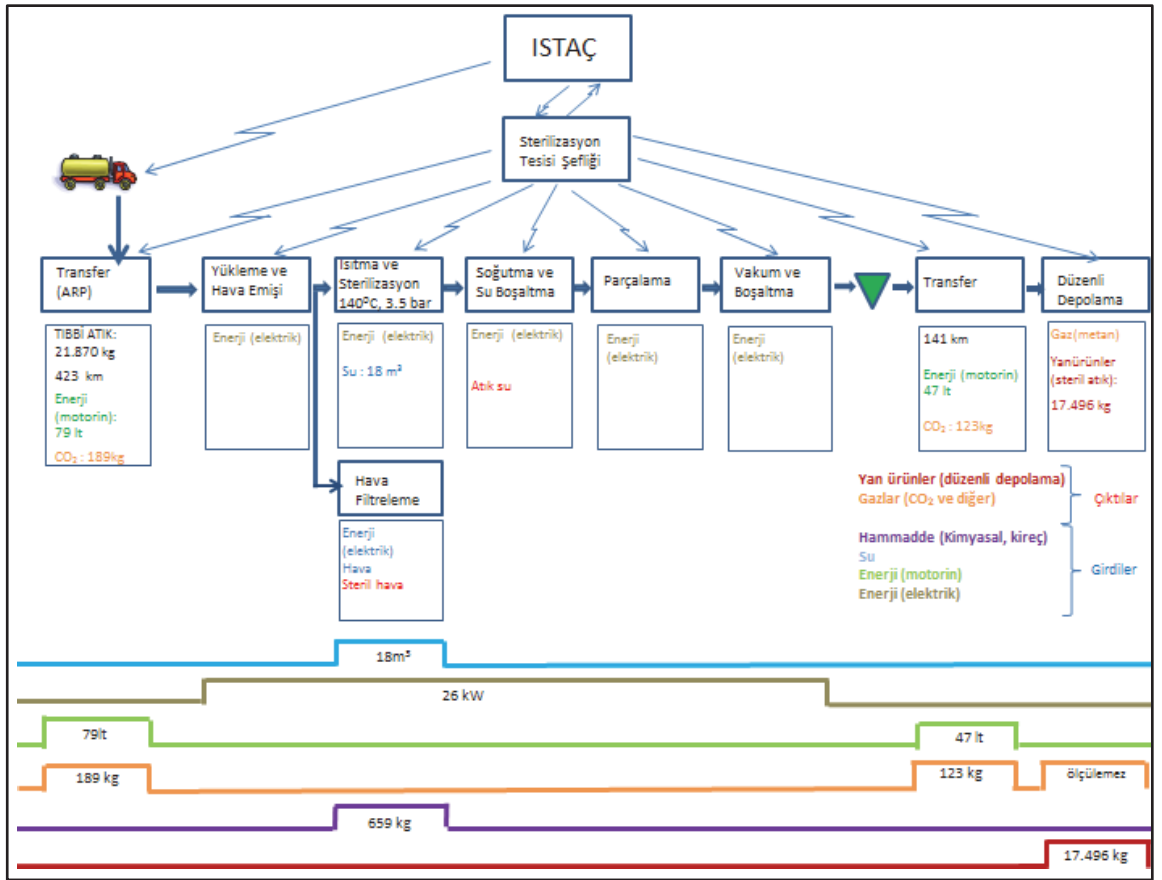 ISTAÇ
Sterilizasyon
Tesisi Şefliği
Transfer
(ARP)
Yükleme ve
Hava Emişi
Isıtma ve
Sterilizasyon
140⁰C, 3.5 bar
Soğutma ve
Su Boşaltma
Parçalama
Vakum ve
Boşaltma
Transfer
Düzenli
Depolama
TIBBİ ATIK:
21.870 kg
423 km
Enerji
(motorin):
79 lt
CO₂ : 189kg
Enerji (elektrik)
Enerji (elektrik)
Su : 18 m³
Enerji (elektrik)
Atık su
Enerji
(elektrik)
Enerji
(elektrik)
141 km
Enerji (motorin)
47 lt
CO₂ : 123kg
Gaz(metan)
Yanürünler
(steril atık):
17.496 kg
Hava
Filtreleme
Enerji
(elektrik)
Hava
Steril hava
Yan ürünler (düzenli depolama)
Gazlar (CO₂ ve diğer)
Çıktılar
Hammadde (Kimyasal, kireç)
Su
Enerji (motorin)
Enerji (elektrik)
Girdiler
18m³
26 kW
79lt
47 lt
189 kg
123 kg
ölçülemez
659 kg
17.496 kg